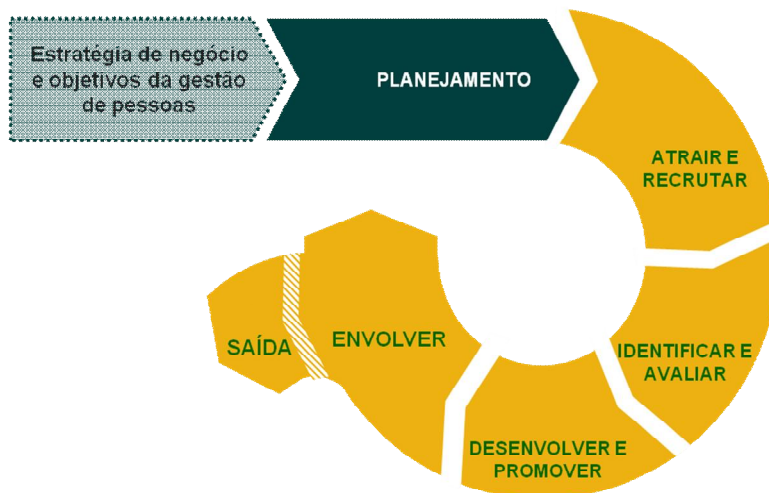 Estratégia de negócio
e objetivos da gestão
de pessoas
PLANEJAMENTO
ATRAIR E
RECRUTAR
IDENTIFICAR E
AVALIAR
DESENVOLVER E
PROMOVER
ENVOLVER
SAÍDA